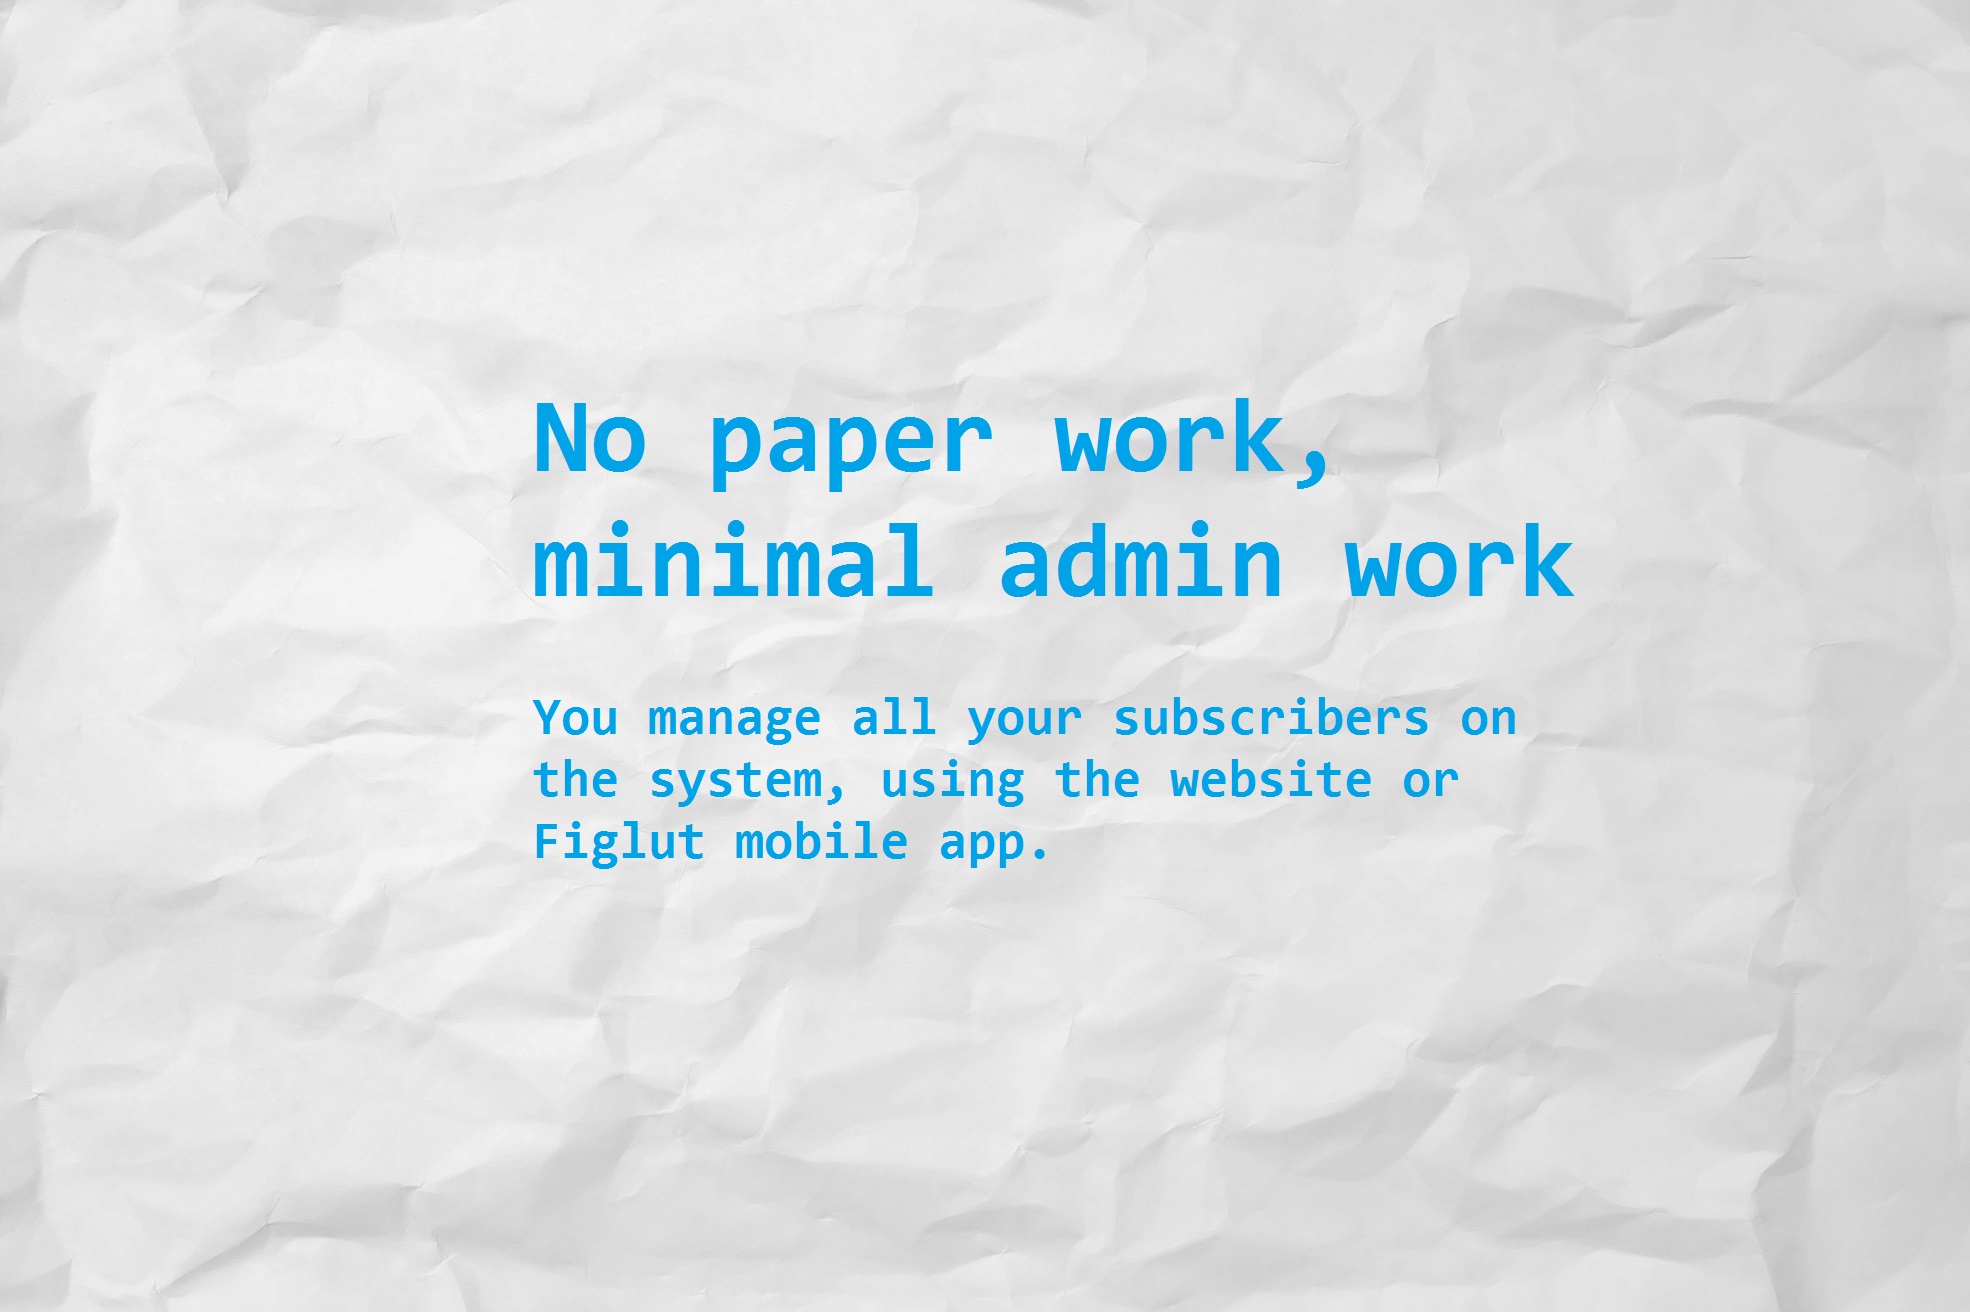 No paper work,
minimal admin work
You manage all your subscribers on
the system, using the website or
Figlut mobile app.